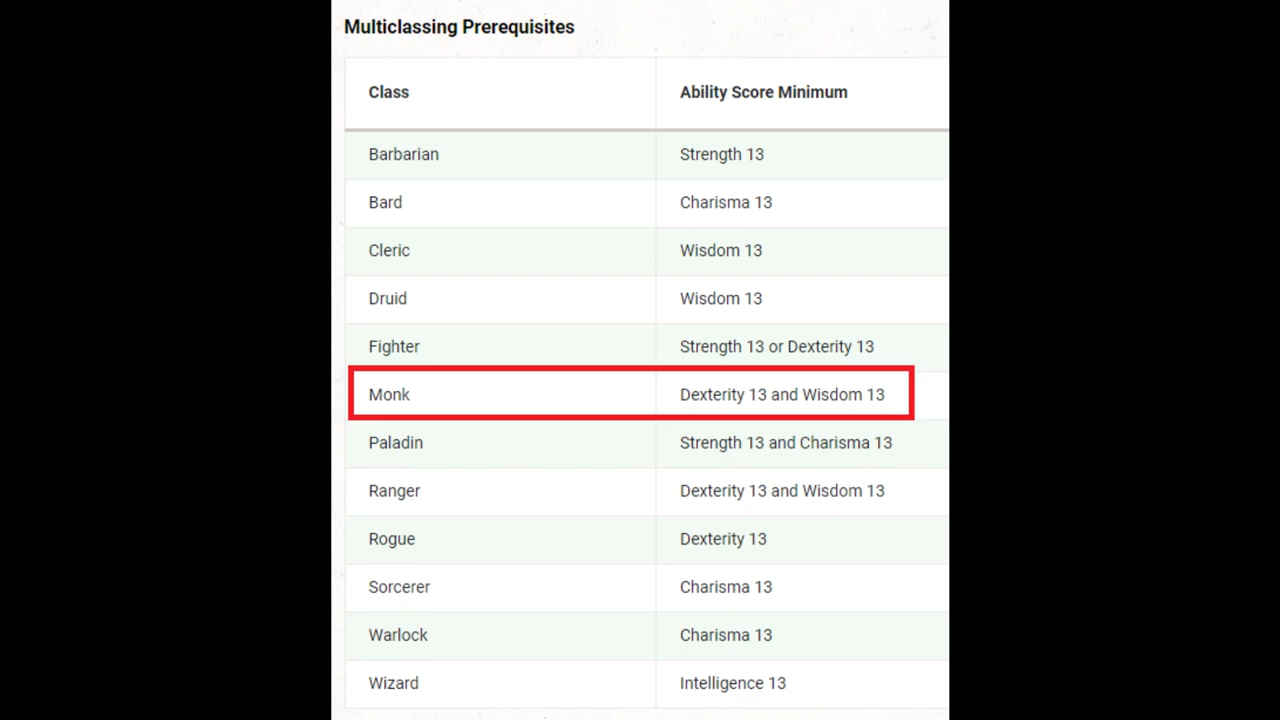 Multiclassing Prerequisites
Class Ability Score Minimum
Barbarian Strength 13
Bard Charisma 13
Cleric Wisdom 13
Druid Wisdom 13
Fighter Strength 13 or Dexterity 13
Monk Dexterity 13 and Wisdom 13
Paladin Strength 13 and Charisma 13
Ranger Dexterity 13 and Wisdom 13
Rogue Dexterity 13
Sorcerer Charisma 13
Warlock Charisma 13
Wizard Intelligence 13